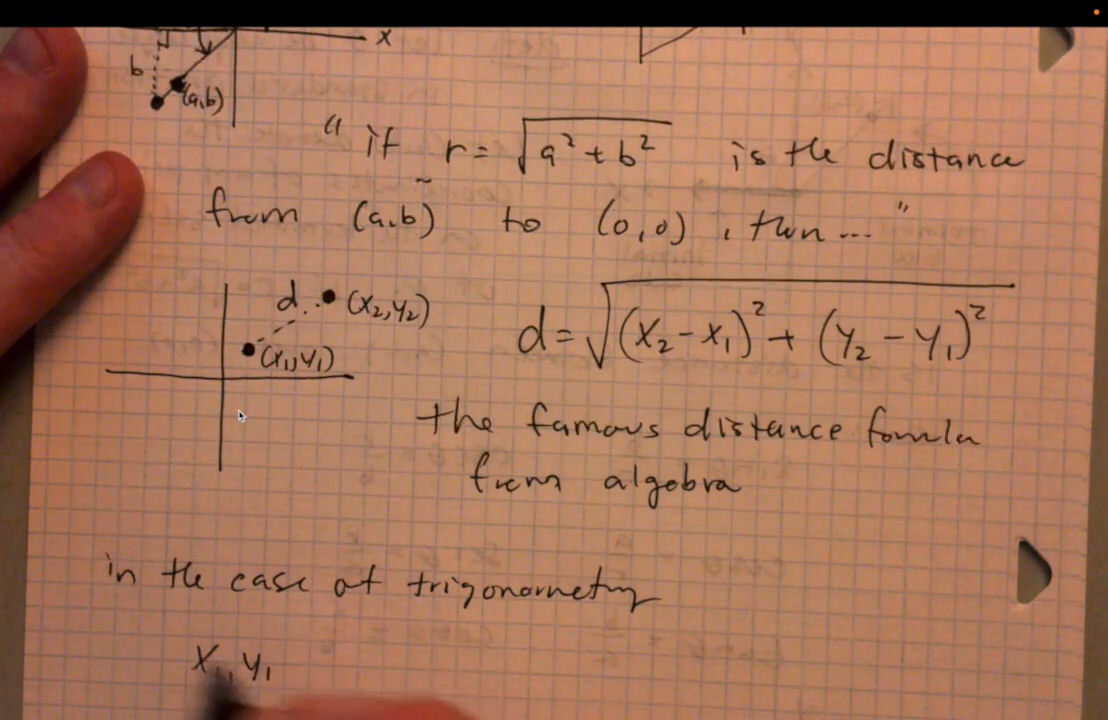 x
b
(a,b)
" if r = √(a² + b²) is the distance
from (a,b) to (0,0), then... "
d (x₂,y₂)
(x₁,y₁)
d = √((x₂ - x₁)² + (y₂ - y₁)²)
the famous distance fomula
from algebra
in the case of trigonometry
x₁, y₁